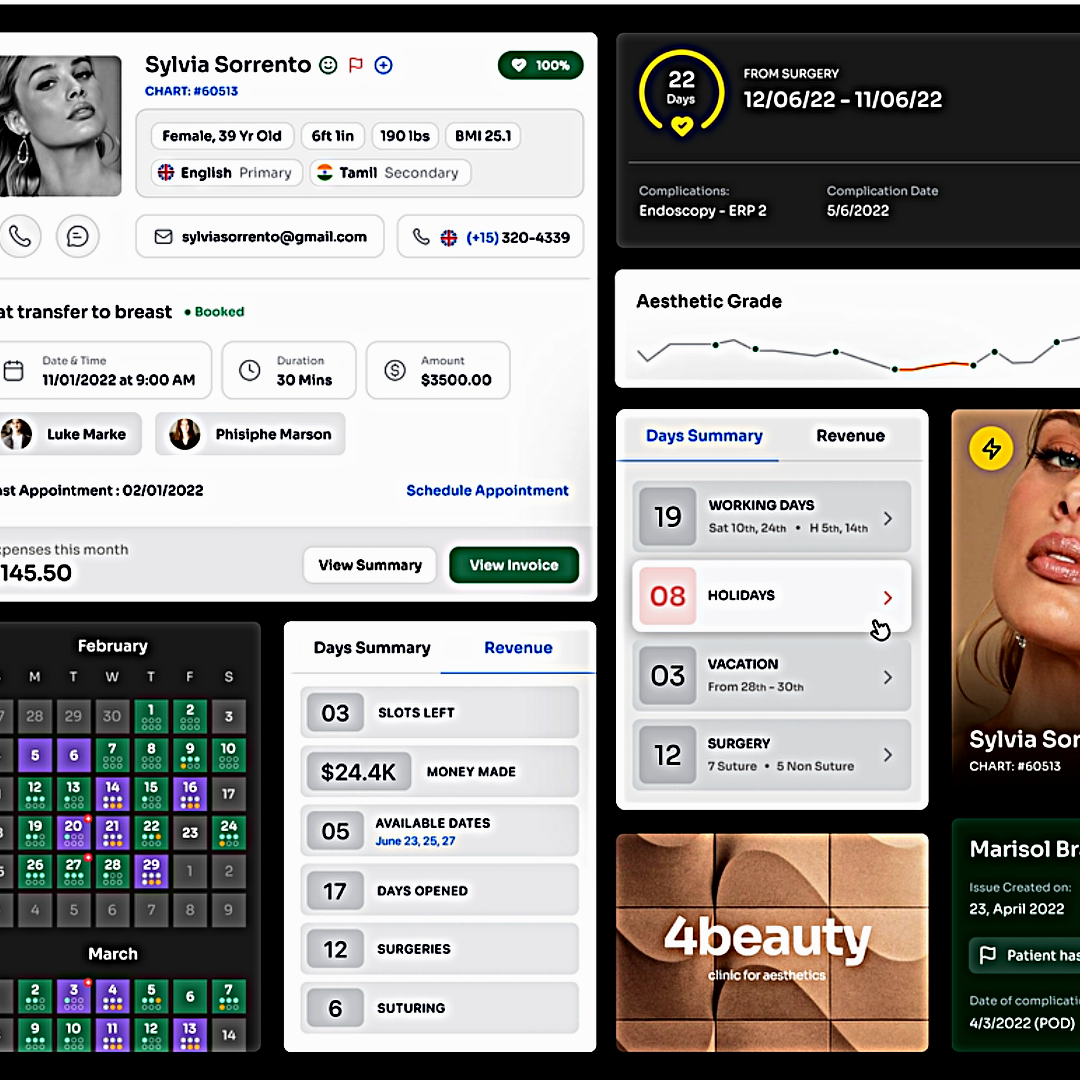 Sylvia Sorrento
100%
CHART: #60513
Female, 39 Yr Old
6ft 1in
190 lbs
BMI 25.1
English Primary
Tamil Secondary
sylviasorrento@gmail.com
(+15) 320-4339
at transfer to breast
Booked
Date & Time
11/01/2022 at 9:00 AM
Duration
30 Mins
Amount
$3500.00
Luke Marke
Phisiphe Marson
st Appointment : 02/01/2022
Schedule Appointment
penses this month
145.50
View Summary
View Invoice
22
Days
FROM SURGERY
12/06/22 - 11/06/22
Complications:
Endoscopy - ERP 2
Complication Date
5/6/2022
Aesthetic Grade
Days Summary
Revenue
19
WORKING DAYS
Sat 10th, 24th • H 5th, 14th
08
HOLIDAYS
03
VACATION
From 28th - 30th
12
SURGERY
7 Suture • 5 Non Suture
Sylvia Sor
CHART: #60513
February
M T W T F S
28 29 30 1 2 3
5 6 7 8 9 10
12 13 14 15 16 17
19 20 21 22 23 24
26 27 28 29 1 2
4 5 6 7 8 9
March
2 3 4 5 6 7
9 10 11 12 13 14
Days Summary
Revenue
03
SLOTS LEFT
$24.4K
MONEY MADE
05
AVAILABLE DATES
June 23, 25, 27
17
DAYS OPENED
12
SURGERIES
6
SUTURING
4beauty
clinic for aesthetics
Marisol Br
Issue Created on:
23, April 2022
Patient has
Date of complicati
4/3/2022 (POD)